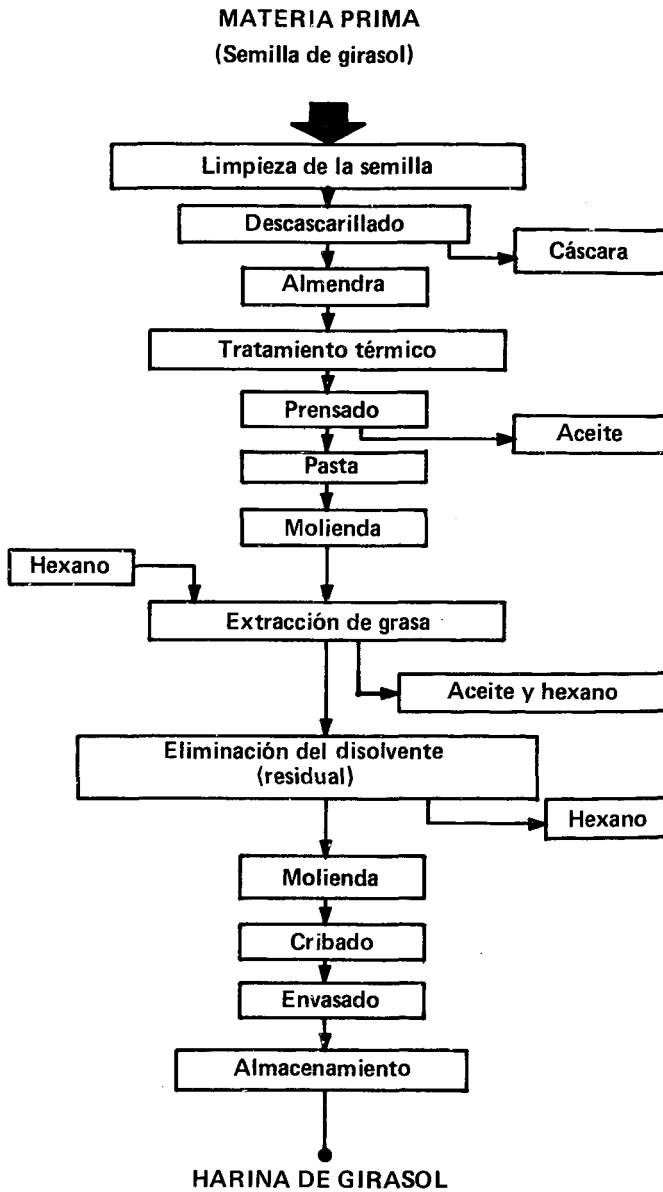 MATERIA PRIMA
(Semilla de girasol)
Limpieza de la semilla
Descascarillado
Cáscara
Almendra
Tratamiento térmico
Prensado
Aceite
Pasta
Molienda
Hexano
Extracción de grasa
Aceite y hexano
Eliminación del disolvente
(residual)
Hexano
Molienda
Cribado
Envasado
Almacenamiento
HARINA DE GIRASOL